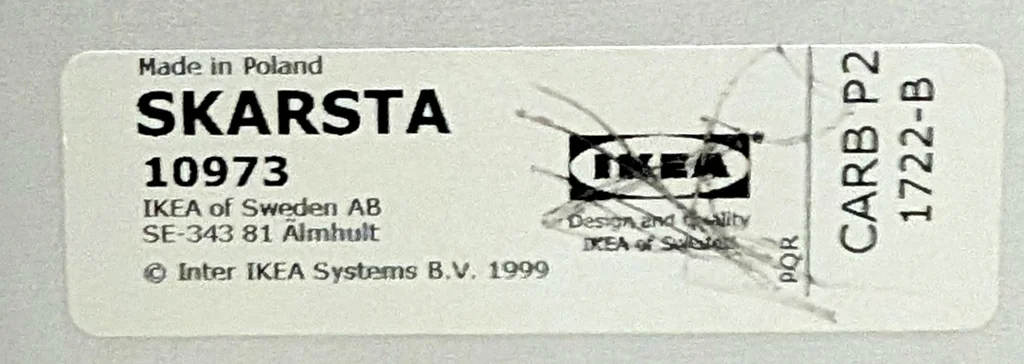 Made in Poland
SKARSTA
10973
IKEA of Sweden AB
SE-343 81 Älmhult
© Inter IKEA Systems B.V. 1999
IKEA
Design and Quality
IKEA of Sweden
PQR
CARB P2
1722-B